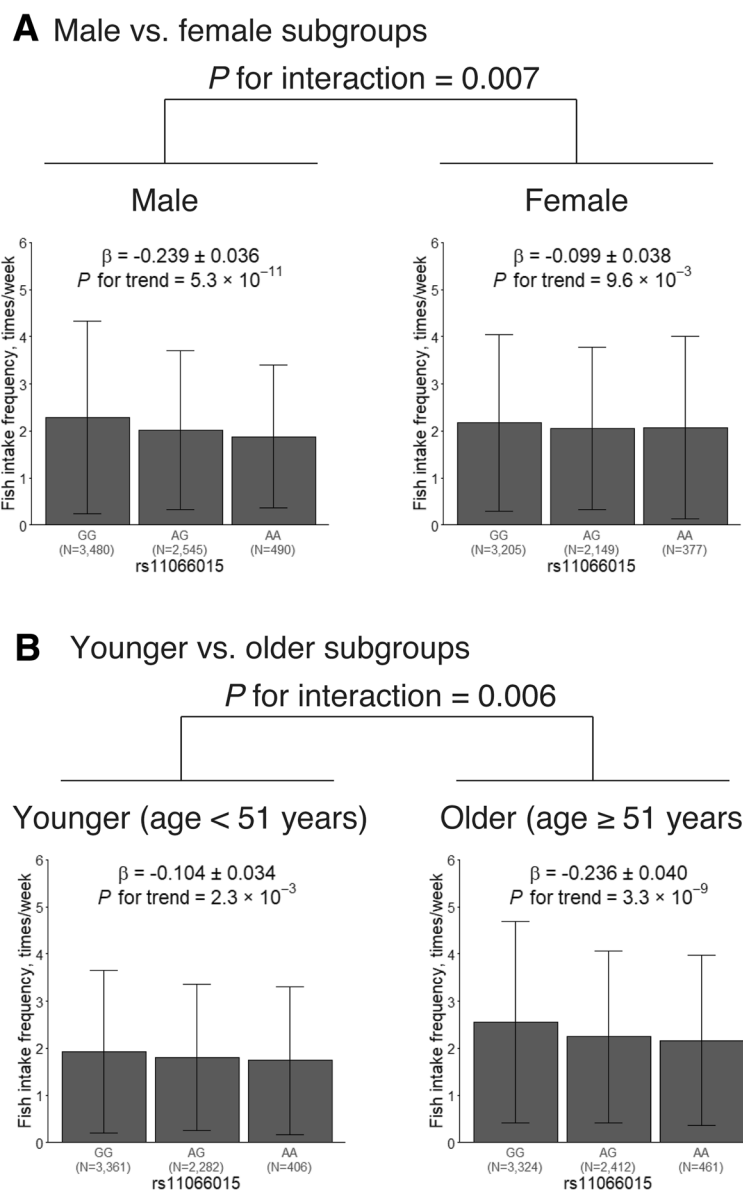 A Male vs. female subgroups
P for interaction = 0.007
Male
Female
β = -0.239 ± 0.036
P for trend = 5.3 × 10⁻¹¹
Fish intake frequency, times/week
6
5
4
3
2
1
0
GG AG AA
(N=3,480) (N=2,545) (N=490)
rs11066015
β = -0.099 ± 0.038
P for trend = 9.6 × 10⁻³
Fish intake frequency, times/week
6
5
4
3
2
1
0
GG AG AA
(N=3,205) (N=2,149) (N=377)
rs11066015
B Younger vs. older subgroups
P for interaction = 0.006
Younger (age < 51 years)
Older (age ≥ 51 years
β = -0.104 ± 0.034
P for trend = 2.3 × 10⁻³
Fish intake frequency, times/week
6
5
4
3
2
1
0
GG AG AA
(N=3,361) (N=2,282) (N=406)
rs11066015
β = -0.236 ± 0.040
P for trend = 3.3 × 10⁻⁹
Fish intake frequency, times/week
6
5
4
3
2
1
0
GG AG AA
(N=3,324) (N=2,412) (N=461)
rs11066015